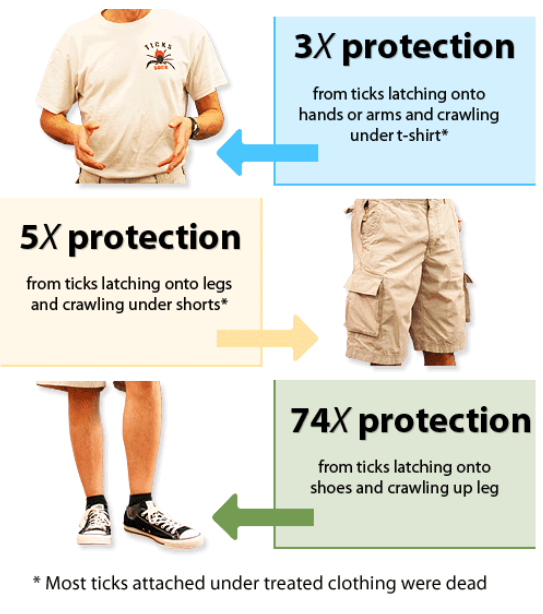 TICKS
SUCK
3X protection
from ticks latching onto
hands or arms and crawling
under t-shirt*
5X protection
from ticks latching onto legs
and crawling under shorts*
74X protection
from ticks latching onto
shoes and crawling up leg
* Most ticks attached under treated clothing were dead